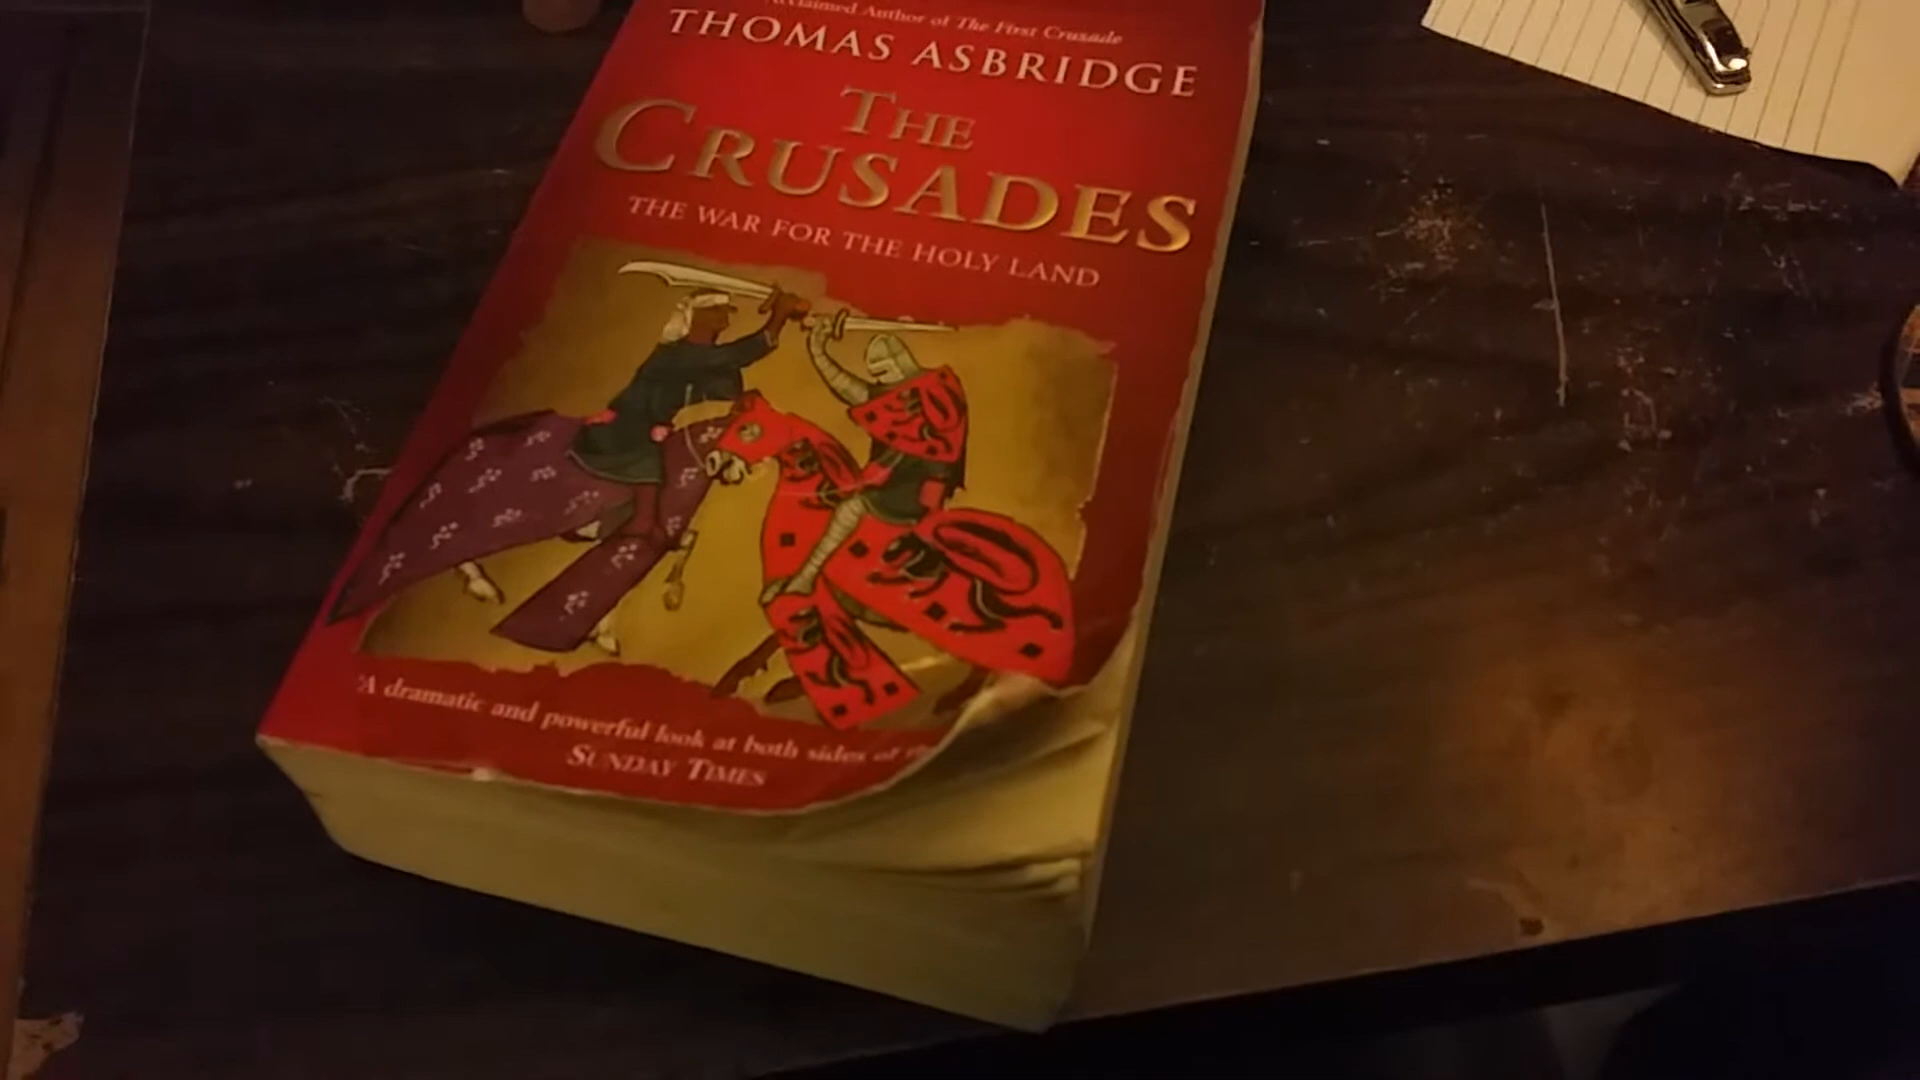 Acclaimed Author of The First Crusade
THOMAS ASBRIDGE
THE
CRUSADES
THE WAR FOR THE HOLY LAND
'A dramatic and powerful look at both sides of
SUNDAY TIMES